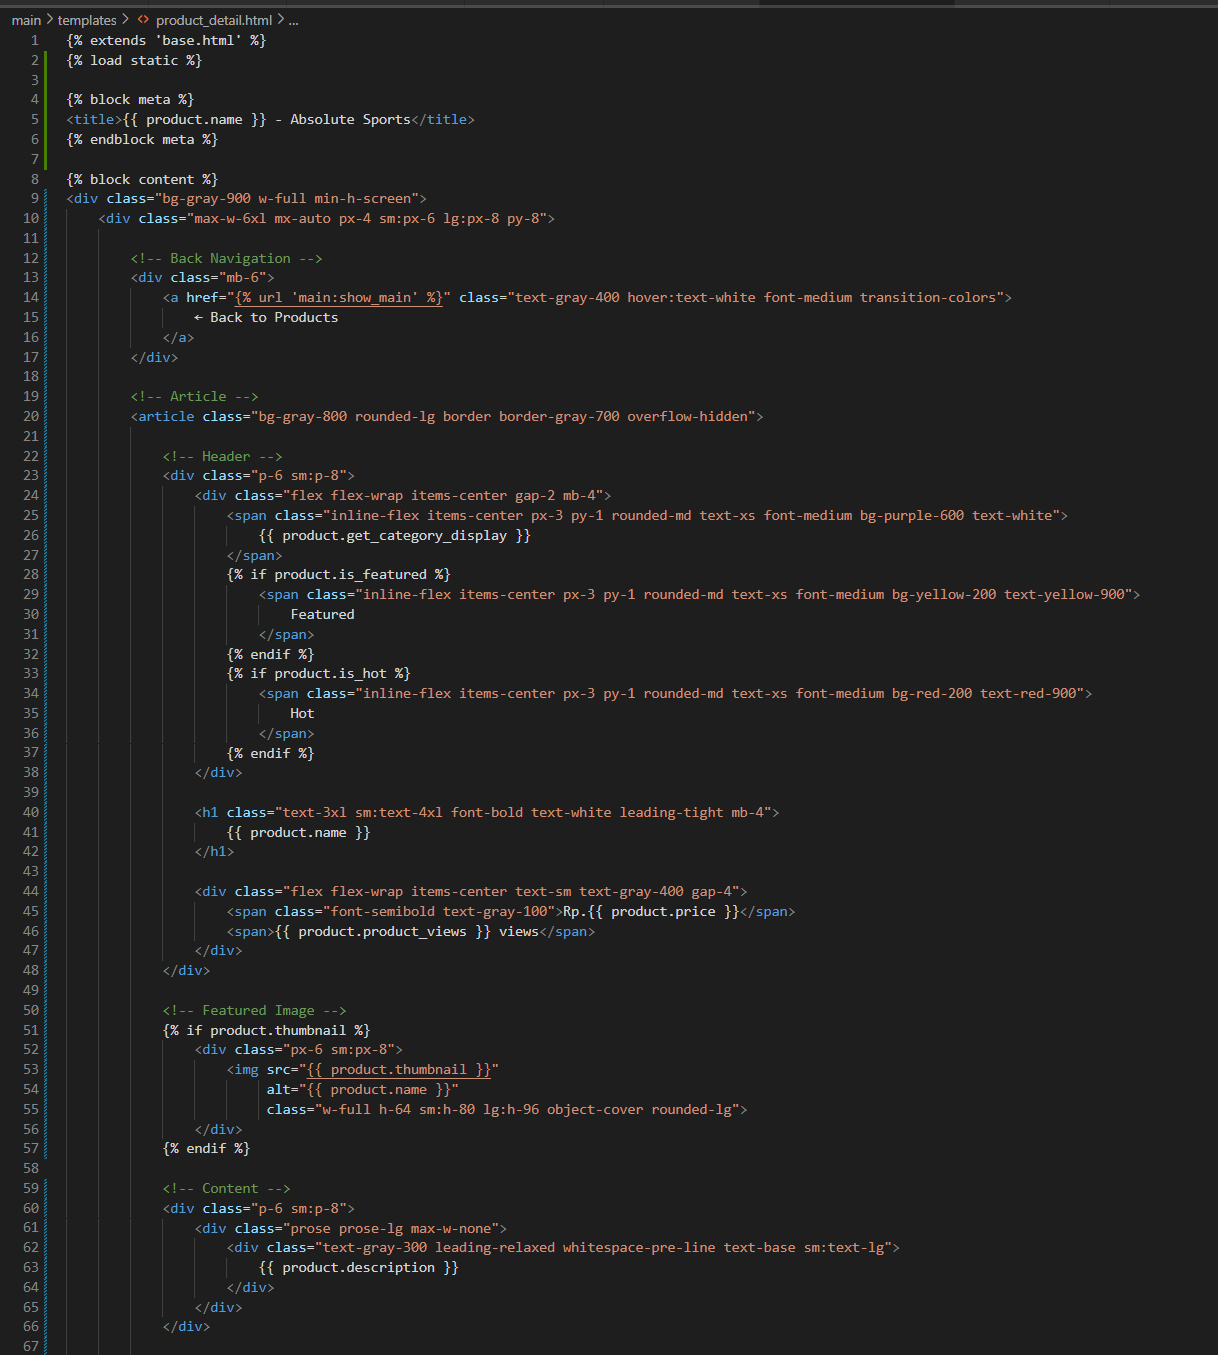 main > templates > <> product_detail.html > ...
1 {% extends 'base.html' %}
2 {% load static %}
3
4 {% block meta %}
5 <title>{{ product.name }} - Absolute Sports</title>
6 {% endblock meta %}
7
8 {% block content %}
9 <div class="bg-gray-900 w-full min-h-screen">
10 <div class="max-w-6xl mx-auto px-4 sm:px-6 lg:px-8 py-8">
11
12 <!-- Back Navigation -->
13 <div class="mb-6">
14 <a href="{% url 'main:show_main' %}" class="text-gray-400 hover:text-white font-medium transition-colors">
15 ← Back to Products
16 </a>
17 </div>
18
19 <!-- Article -->
20 <article class="bg-gray-800 rounded-lg border border-gray-700 overflow-hidden">
21
22 <!-- Header -->
23 <div class="p-6 sm:p-8">
24 <div class="flex flex-wrap items-center gap-2 mb-4">
25 <span class="inline-flex items-center px-3 py-1 rounded-md text-xs font-medium bg-purple-600 text-white">
26 {{ product.get_category_display }}
27 </span>
28 {% if product.is_featured %}
29 <span class="inline-flex items-center px-3 py-1 rounded-md text-xs font-medium bg-yellow-200 text-yellow-900">
30 Featured
31 </span>
32 {% endif %}
33 {% if product.is_hot %}
34 <span class="inline-flex items-center px-3 py-1 rounded-md text-xs font-medium bg-red-200 text-red-900">
35 Hot
36 </span>
37 {% endif %}
38 </div>
39
40 <h1 class="text-3xl sm:text-4xl font-bold text-white leading-tight mb-4">
41 {{ product.name }}
42 </h1>
43
44 <div class="flex flex-wrap items-center text-sm text-gray-400 gap-4">
45 <span class="font-semibold text-gray-100">Rp.{{ product.price }}</span>
46 <span>{{ product.product_views }} views</span>
47 </div>
48 </div>
49
50 <!-- Featured Image -->
51 {% if product.thumbnail %}
52 <div class="px-6 sm:px-8">
53 <img src="{{ product.thumbnail }}"
54 alt="{{ product.name }}"
55 class="w-full h-64 sm:h-80 lg:h-96 object-cover rounded-lg">
56 </div>
57 {% endif %}
58
59 <!-- Content -->
60 <div class="p-6 sm:p-8">
61 <div class="prose prose-lg max-w-none">
62 <div class="text-gray-300 leading-relaxed whitespace-pre-line text-base sm:text-lg">
63 {{ product.description }}
64 </div>
65 </div>
66 </div>
67